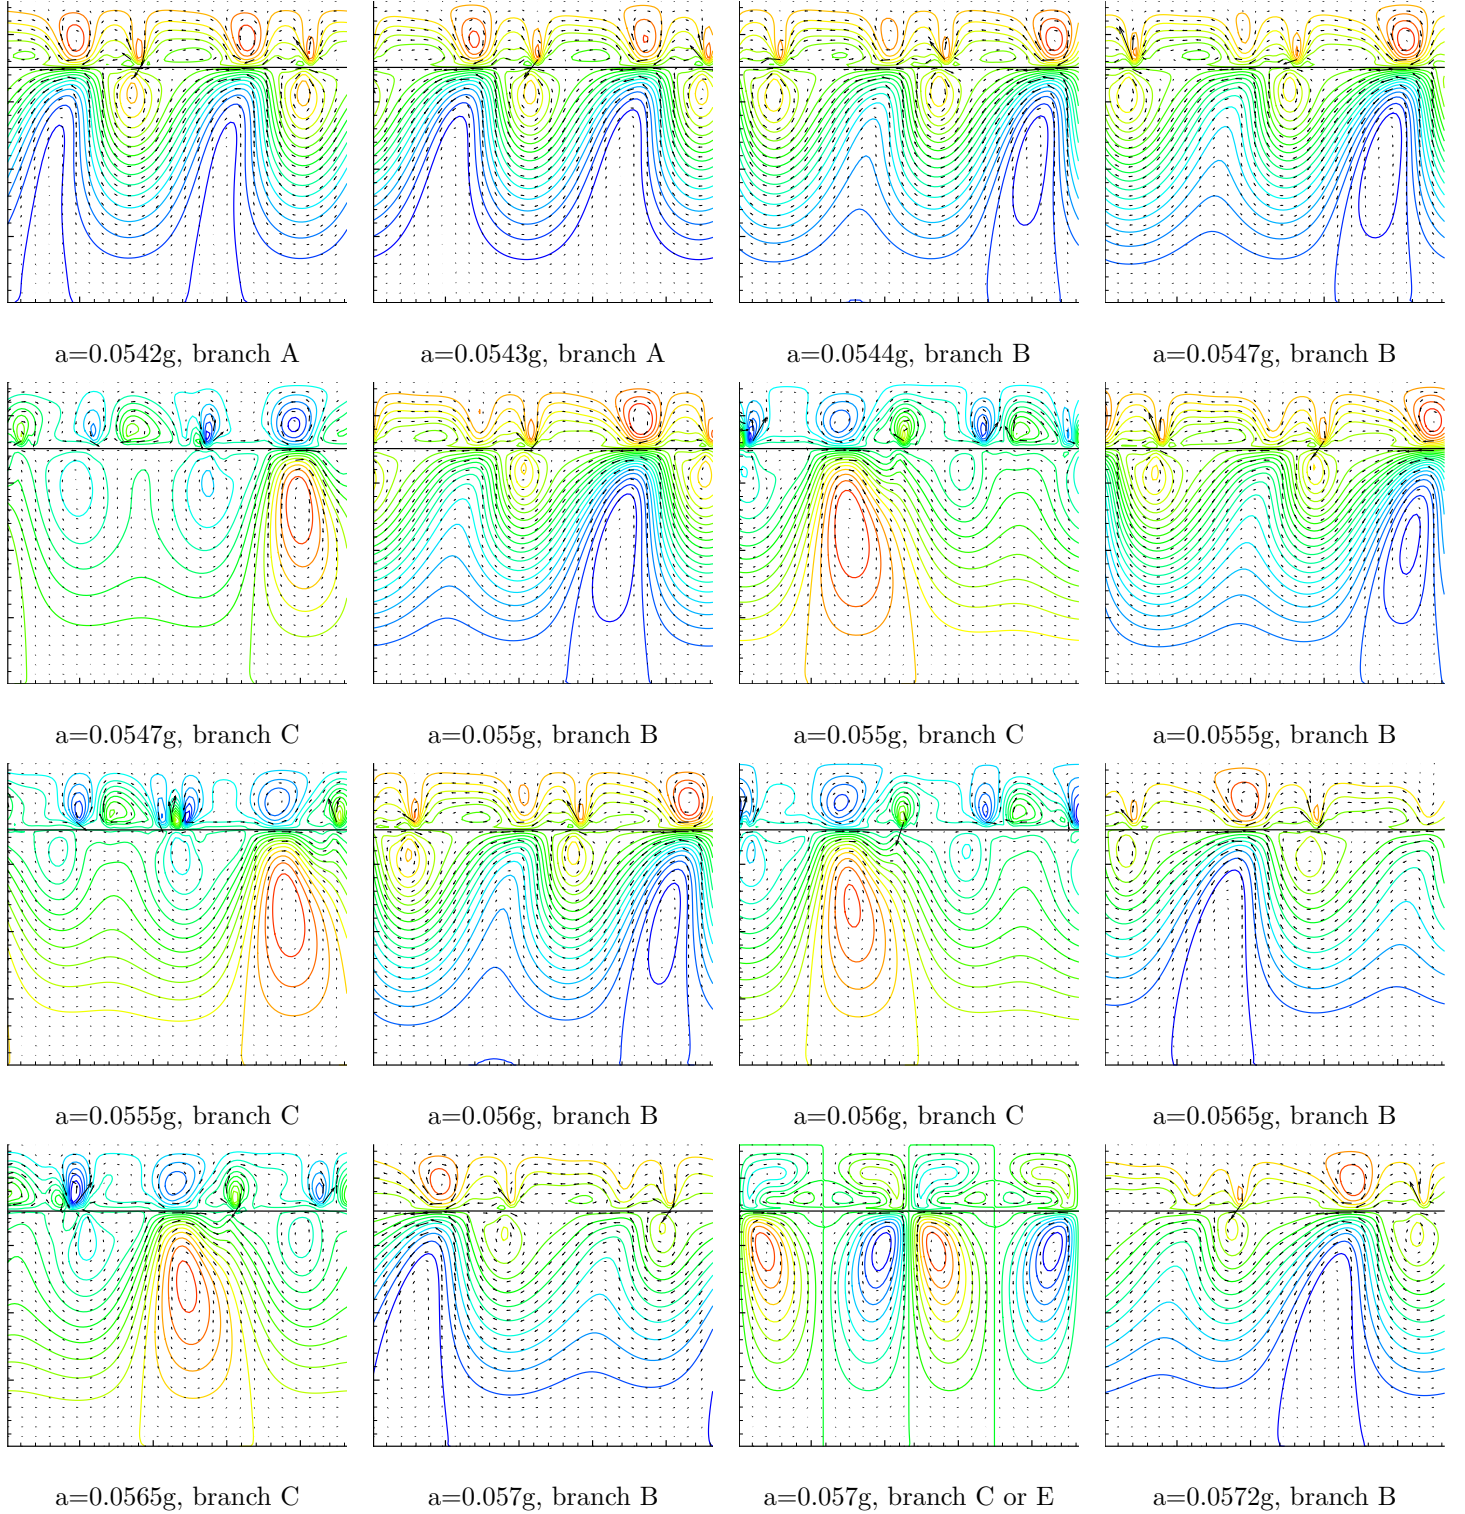 a=0.0542g, branch A
a=0.0543g, branch A
a=0.0544g, branch B
a=0.0547g, branch B
a=0.0547g, branch C
a=0.055g, branch B
a=0.055g, branch C
a=0.0555g, branch B
a=0.0555g, branch C
a=0.056g, branch B
a=0.056g, branch C
a=0.0565g, branch B
a=0.0565g, branch C
a=0.057g, branch B
a=0.057g, branch C or E
a=0.0572g, branch B